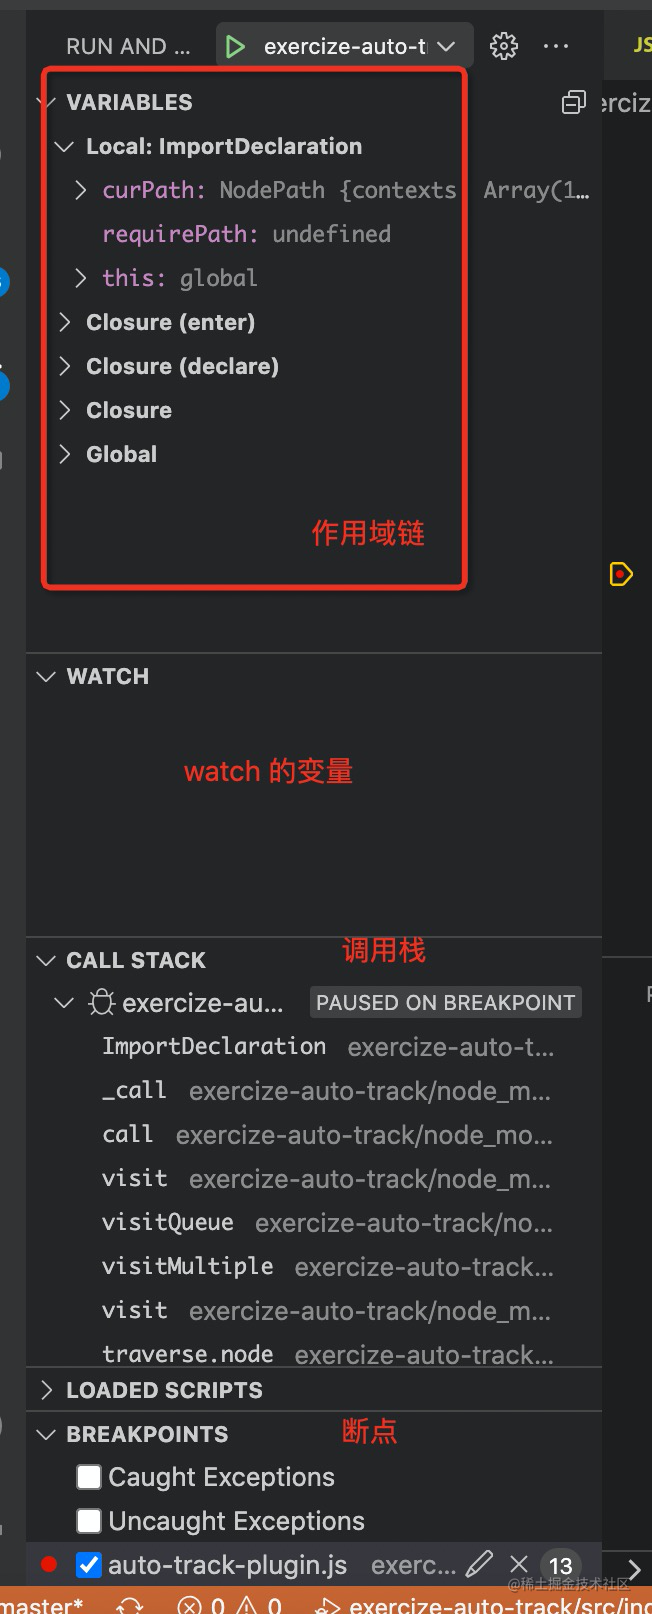 RUN AND ... exercize-auto-t
JS
VARIABLES
erciz
Local: ImportDeclaration
curPath: NodePath {contexts Array(1…
requirePath: undefined
this: global
Closure (enter)
Closure (declare)
Closure
Global
作用域链
WATCH
watch 的变量
调用栈
CALL STACK
exercize-au... PAUSED ON BREAKPOINT
ImportDeclaration exercize-auto-t...
_call exercize-auto-track/node_m...
call exercize-auto-track/node_mo...
visit exercize-auto-track/node_m...
visitQueue exercize-auto-track/no...
visitMultiple exercize-auto-track...
visit exercize-auto-track/node_m...
traverse.node exercize-auto-track...
LOADED SCRIPTS
BREAKPOINTS 断点
Caught Exceptions
Uncaught Exceptions
auto-track-plugin.js exerc... 13
@稀土掘金技术社区
master* 0 0 exercize-auto-track/src/ind